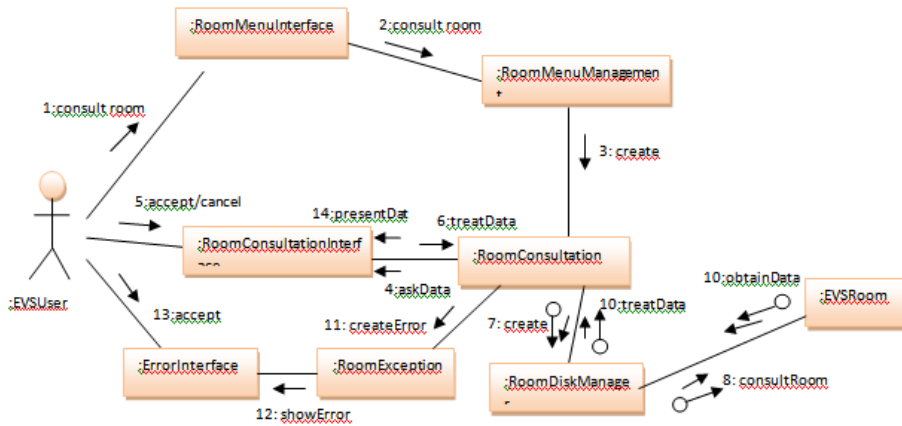 :RoomMenuInterface
2:consult room
:RoomMenuManagemen
t
1:consult room
3: create
5:accept/cancel
14:presentDat
6:treatData
:RoomConsultationInterf
:RoomConsultation
:EVSUser
4:askData
10:obtainData
:EVSRoom
13:accept
11: createError
7: create
10:treatData
:ErrorInterface
:RoomException
:RoomDiskManage
r
8: consultRoom
12: showError